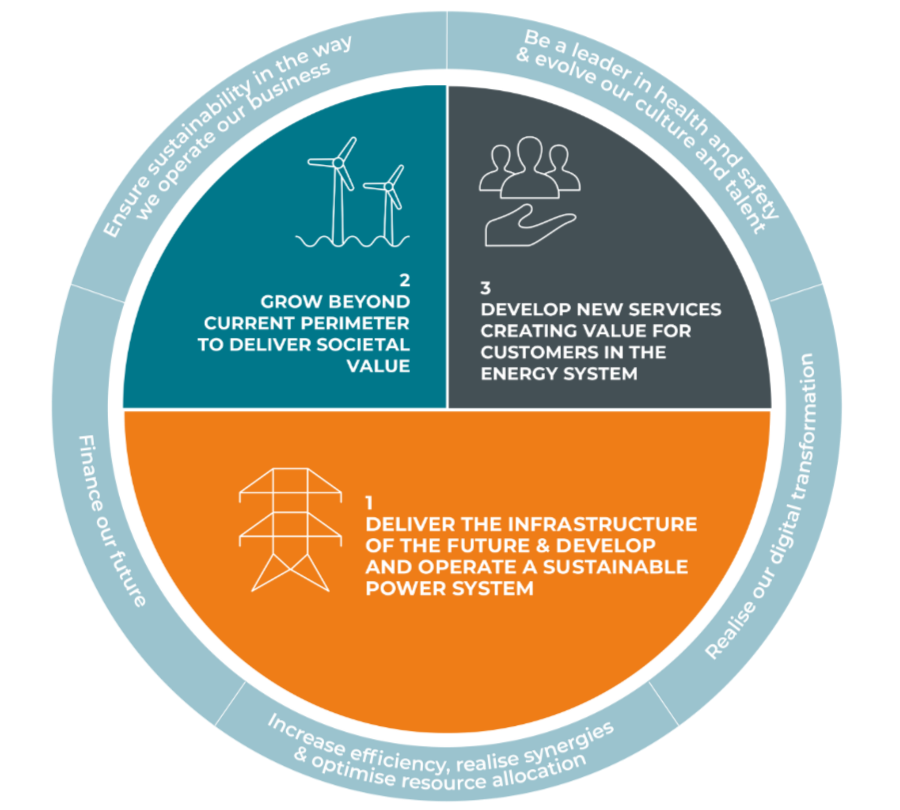 Ensure sustainability in the way
we operate our business
Be a leader in health and safety
& evolve our culture and talent
2
GROW BEYOND
CURRENT PERIMETER
TO DELIVER SOCIETAL
VALUE
3
DEVELOP NEW SERVICES
CREATING VALUE FOR
CUSTOMERS IN THE
ENERGY SYSTEM
Finance our future
Realise our digital transformation
1
DELIVER THE INFRASTRUCTURE
OF THE FUTURE & DEVELOP
AND OPERATE A SUSTAINABLE
POWER SYSTEM
Increase efficiency, realise synergies
& optimise resource allocation